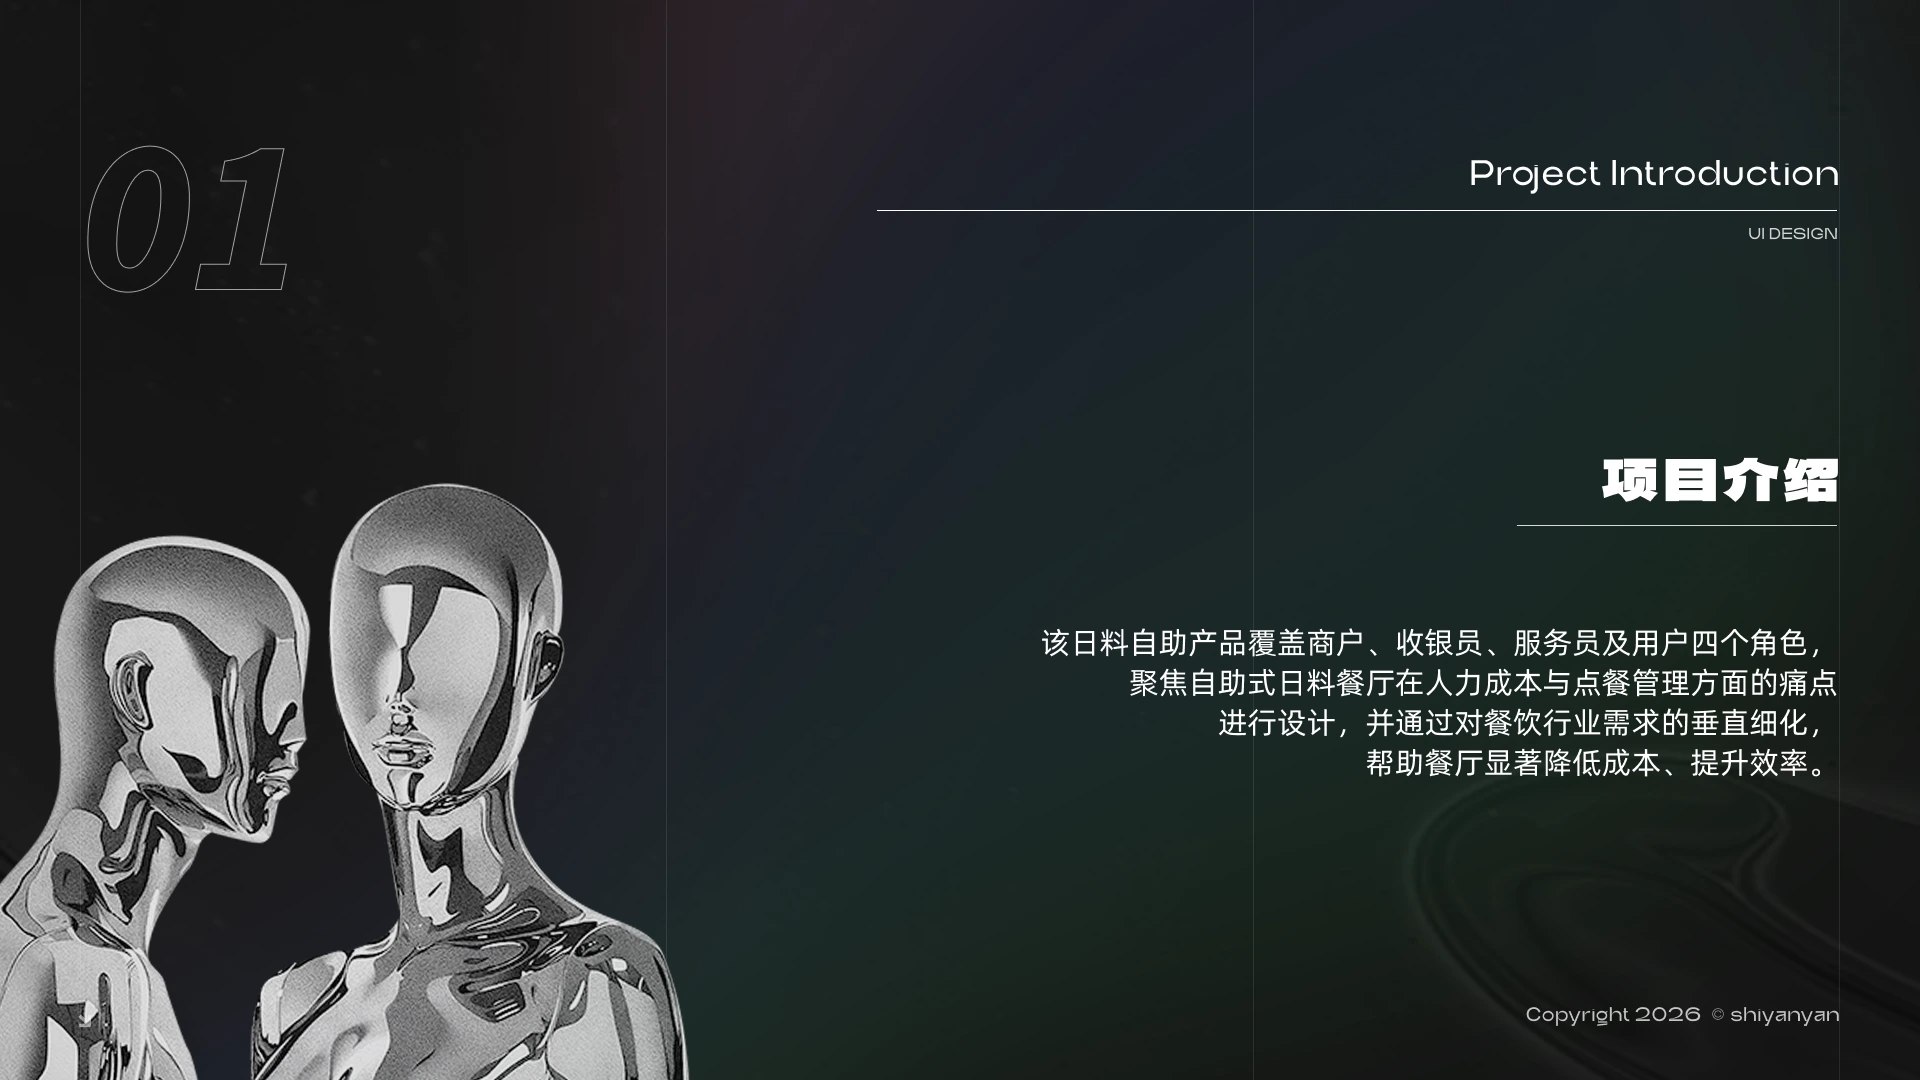 01
Project Introduction
UI DESIGN
项目介绍
该日料自助产品覆盖商户、收银员、服务员及用户四个角色，
聚焦自助式日料餐厅在人力成本与点餐管理方面的痛点
进行设计，并通过对餐饮行业需求的垂直细化，
帮助餐厅显著降低成本、提升效率。
Copyright 2026 © shiyanyan